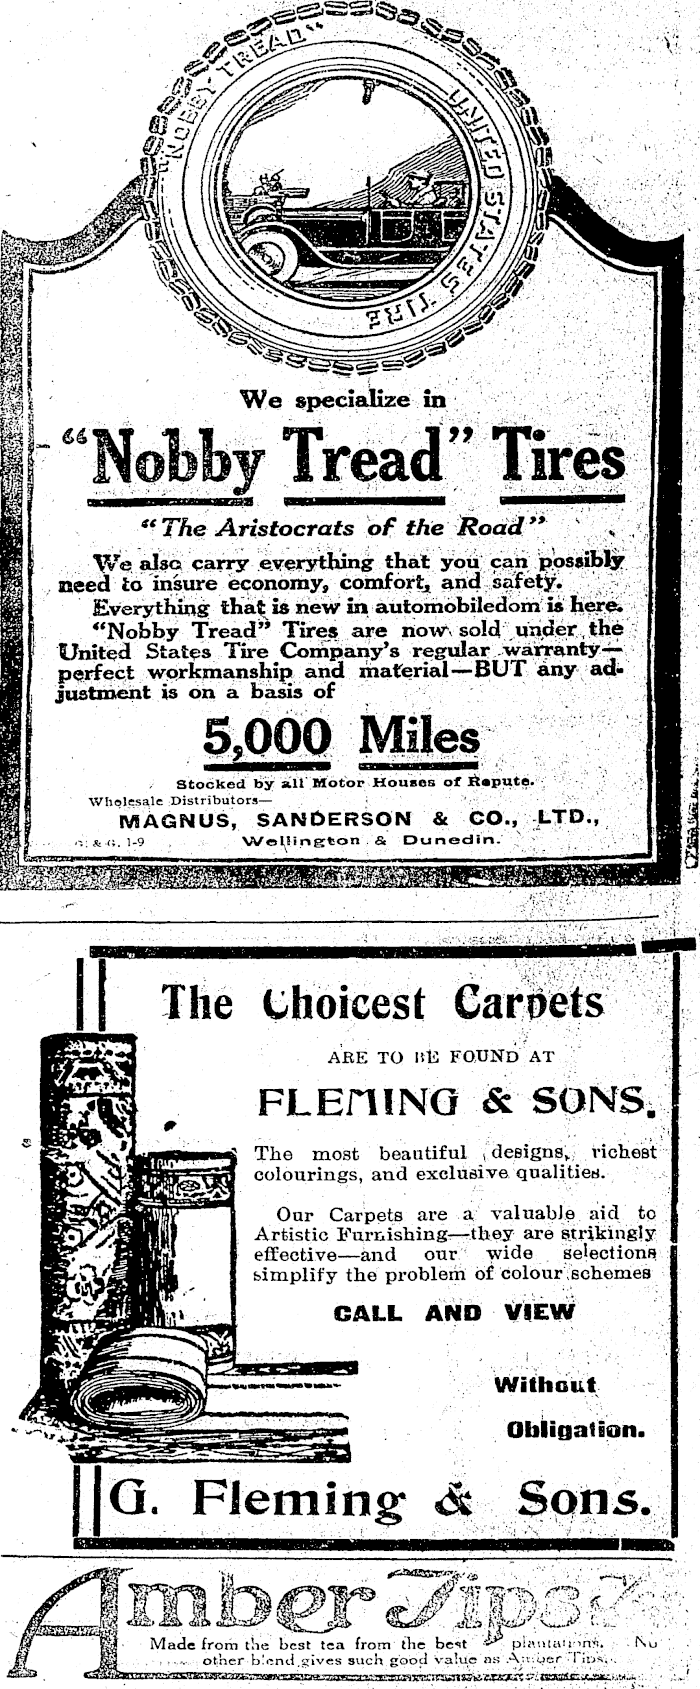 "NOBBY TREAD"
UNITED STATES TIRE
We specialize in
"Nobby Tread" Tires
"The Aristocrats of the Road"
We also carry everything that you can possibly
need to insure economy, comfort, and safety.
Everything that is new in automobiledom is here.
"Nobby Tread" Tires are now sold under the
United States Tire Company's regular warranty—
perfect workmanship and material—BUT any ad-
justment is on a basis of
5,000 Miles
Stocked by all Motor Houses of Repute.
Wholesale Distributors—
MAGNUS, SANDERSON & CO., LTD.,
G. & G. 1-9 Wellington & Dunedin.
The Choicest Carpets
ARE TO BE FOUND AT
FLEMING & SONS.
The most beautiful designs, richest
colourings, and exclusive qualities.
Our Carpets are a valuable aid to
Artistic Furnishing—they are strikingly
effective—and our wide selections
simplify the problem of colour schemes
CALL AND VIEW
Without
Obligation.
G. Fleming & Sons.
Amber Tips
Made from the best tea from the best plantations. No
other blend gives such good value as Amber Tips.